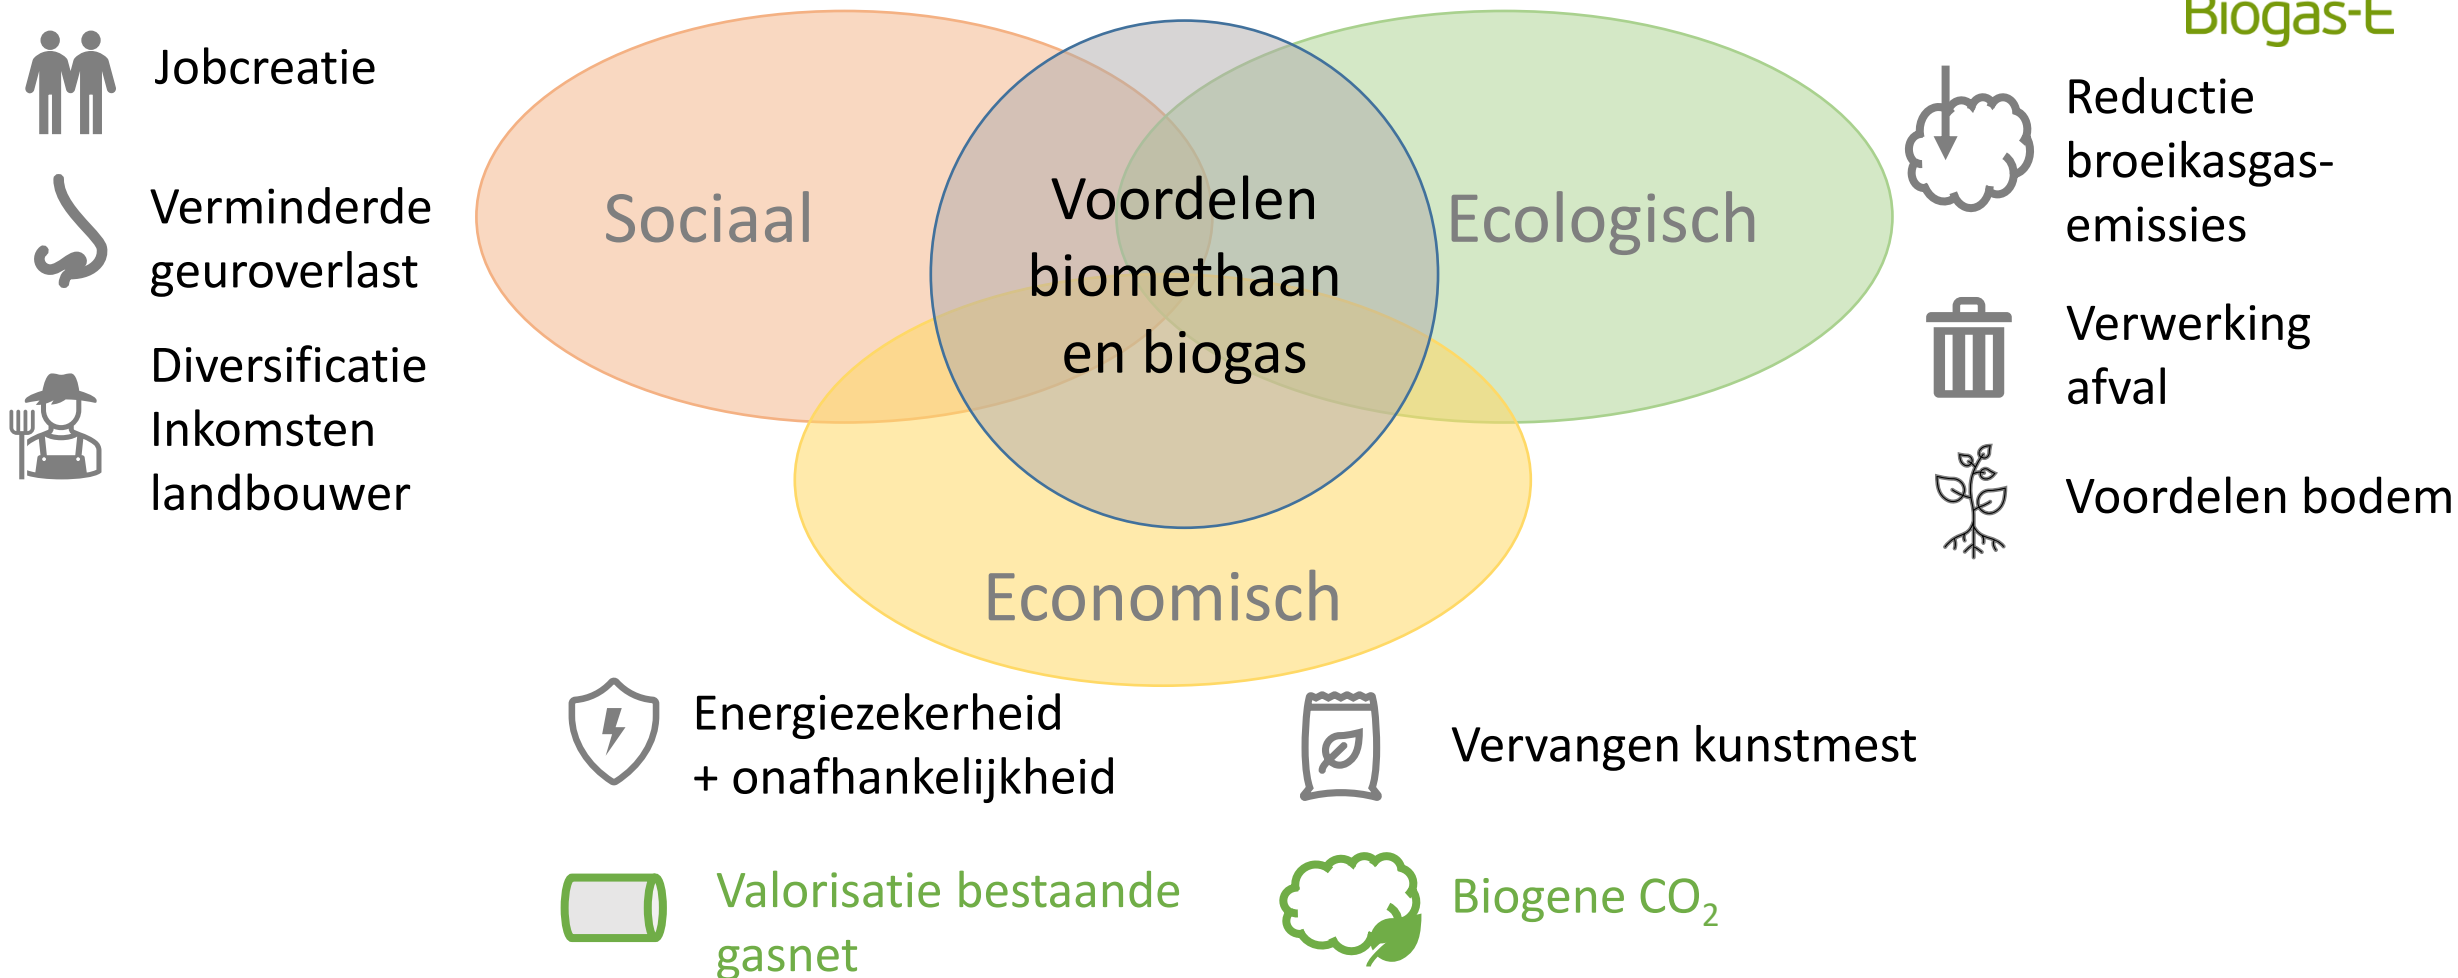 Biogas-E
Jobcreatie
Verminderde
geuroverlast
Diversificatie
Inkomsten
landbouwer
Sociaal
Voordelen
biomethaan
en biogas
Ecologisch
Economisch
Reductie
broeikasgas-
emissies
Verwerking
afval
Voordelen bodem
Energiezekerheid
+ onafhankelijkheid
Vervangen kunstmest
Valorisatie bestaande
gasnet
Biogene CO₂